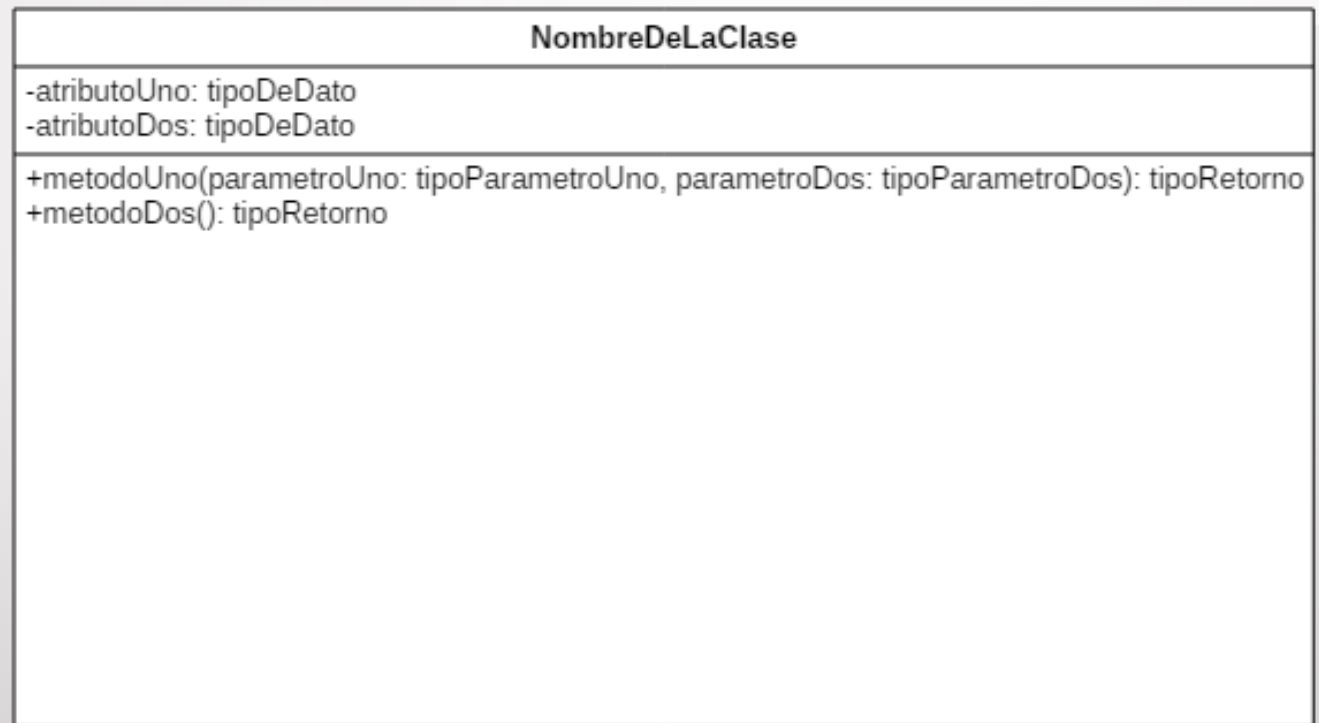 NombreDeLaClase
-atributoUno: tipoDeDato
-atributoDos: tipoDeDato
+metodoUno(parametroUno: tipoParametroUno, parametroDos: tipoParametroDos): tipoRetorno
+metodoDos(): tipoRetorno